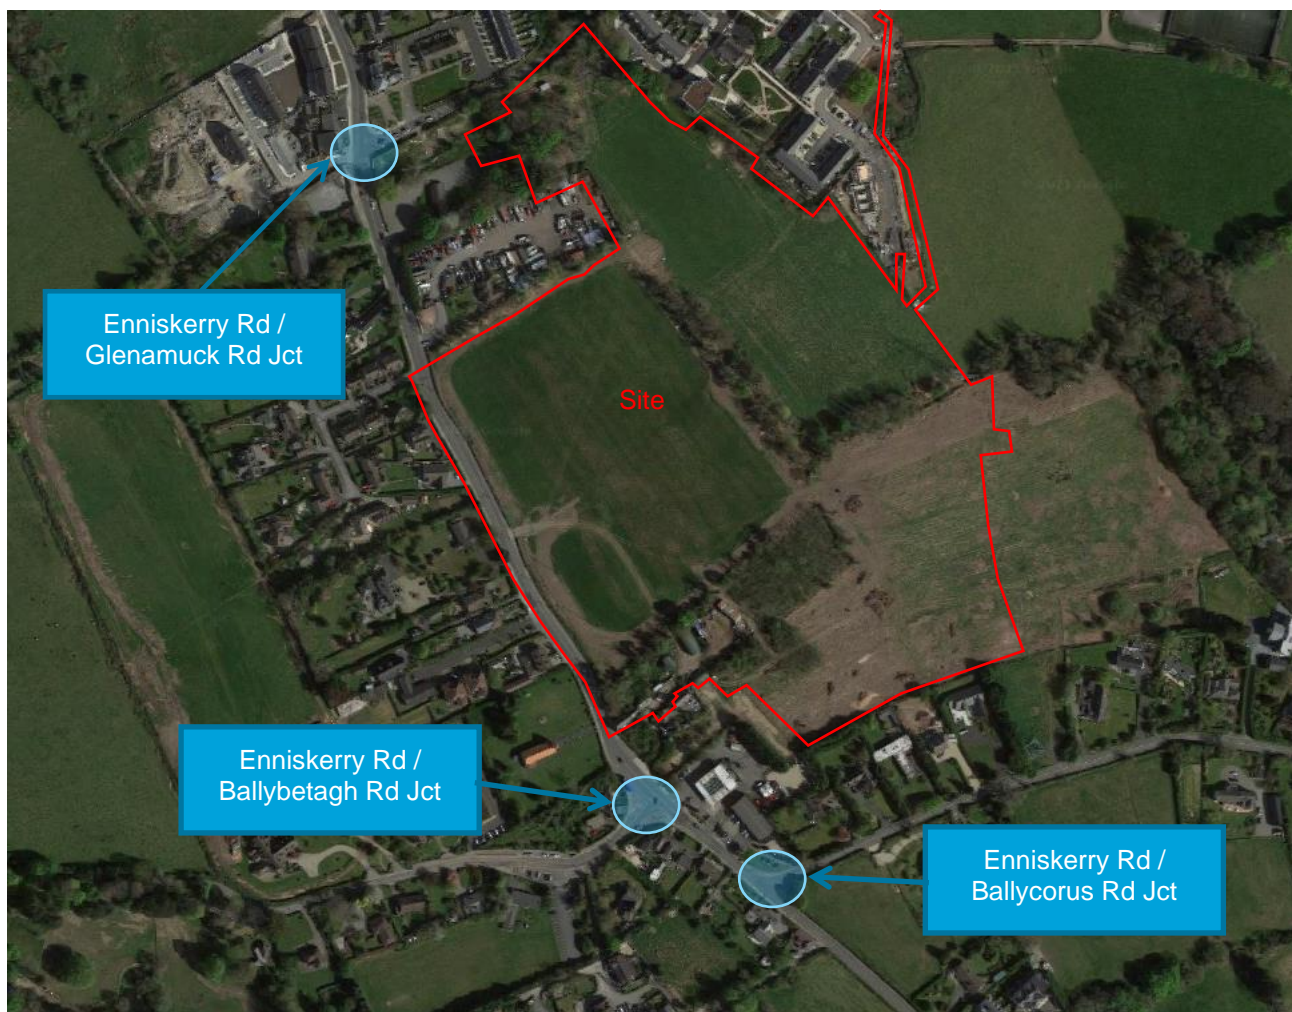 Enniskerry Rd /
Glenamuck Rd Jct
Site
Enniskerry Rd /
Ballybetagh Rd Jct
Enniskerry Rd /
Ballycorus Rd Jct